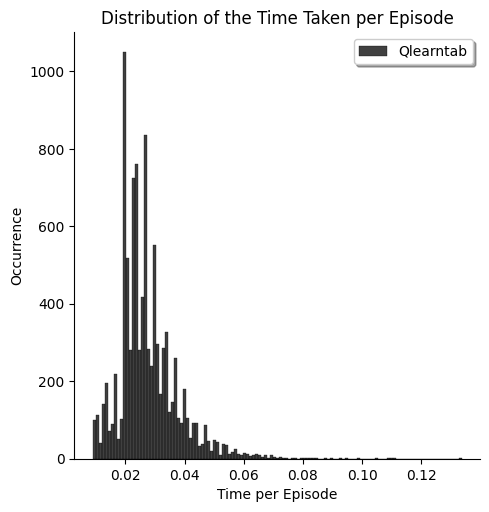 Distribution of the Time Taken per Episode
Qlearntab
1000
800
600
400
200
0
Occurrence
0.02 0.04 0.06 0.08 0.10 0.12
Time per Episode